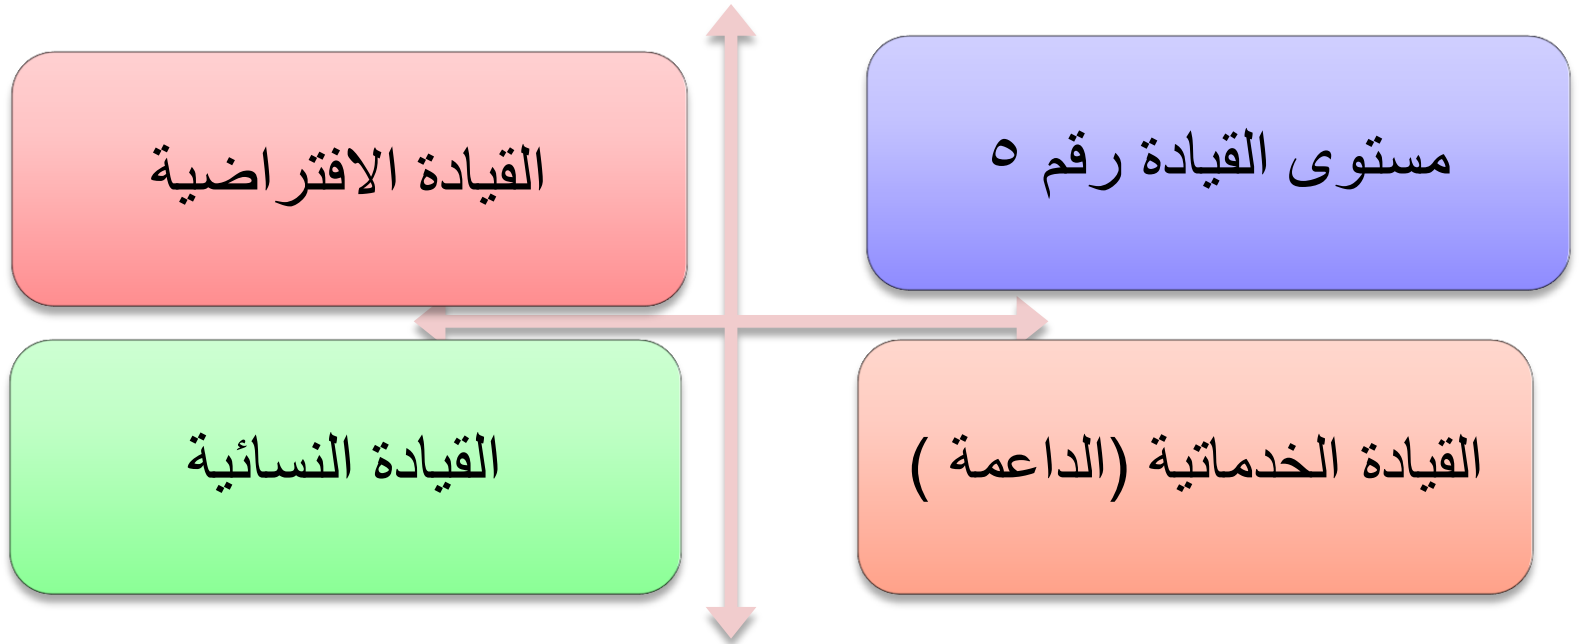 مستوى القيادة رقم ٥
القيادة الافتراضية
القيادة الخدماتية (الداعمة )
القيادة النسائية